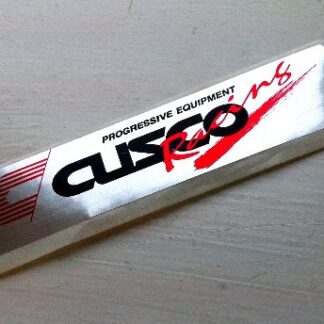 PROGRESSIVE EQUIPMENT
CUSCO
Racing